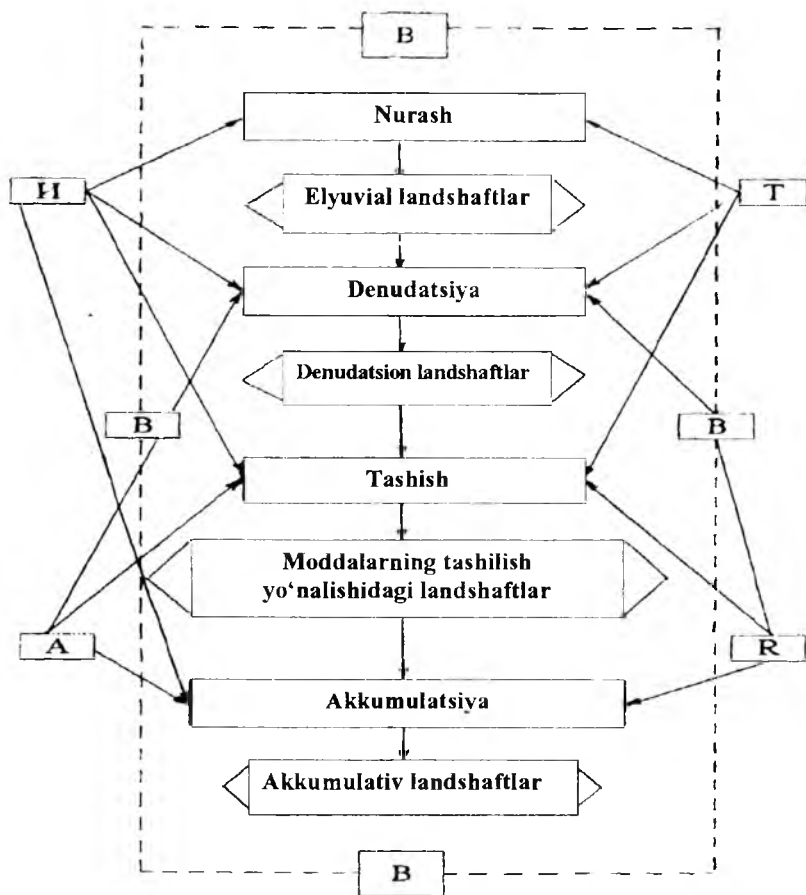 B
Nurash
H
Elyuvial landshaftlar
T
Denudatsiya
Denudatsion landshaftlar
B
B
Tashish
Moddalarning tashilish
yo‘nalishidagi landshaftlar
A
R
Akkumulatsiya
Akkumulativ landshaftlar
B